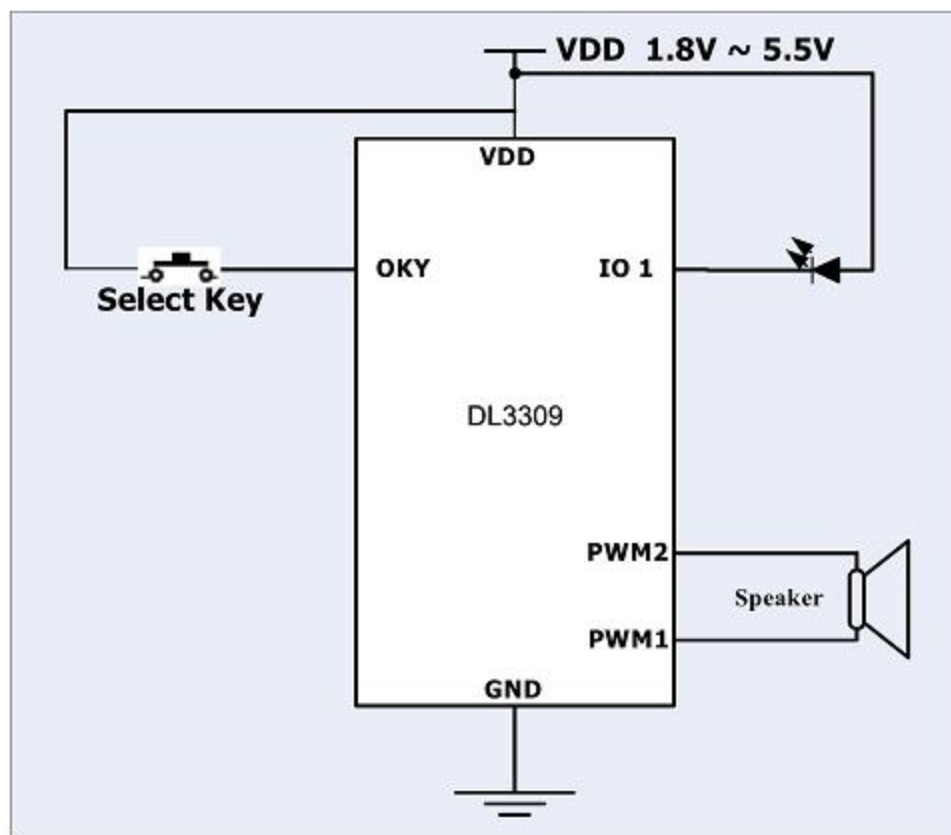 VDD 1.8V ~ 5.5V
VDD
OKY
IO 1
Select Key
DL3309
PWM2
Speaker
PWM1
GND